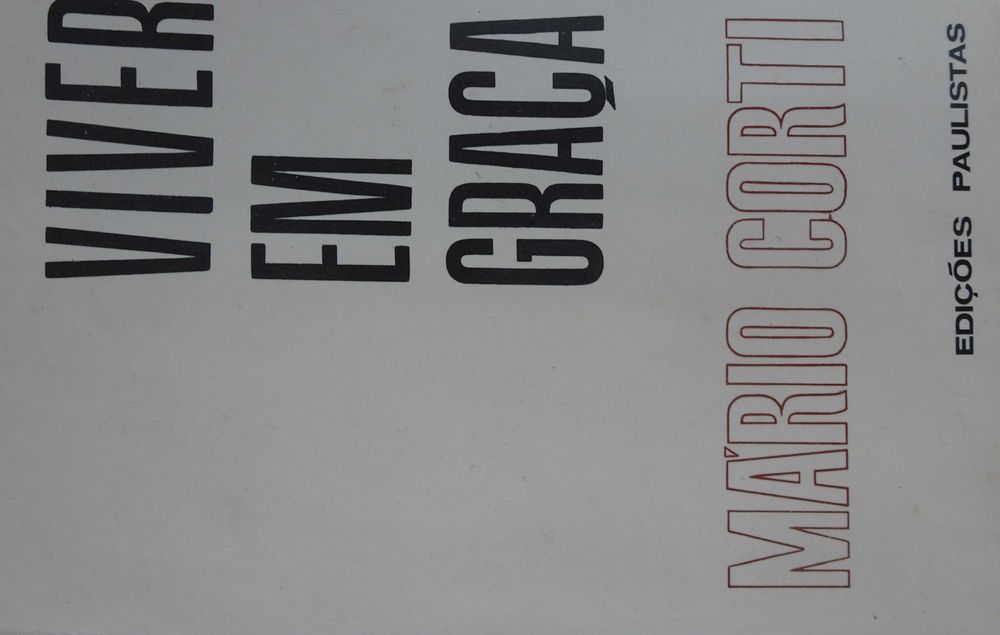 VIVER
EM
GRAÇA
MÁRIO CORTI
EDIÇÕES PAULISTAS